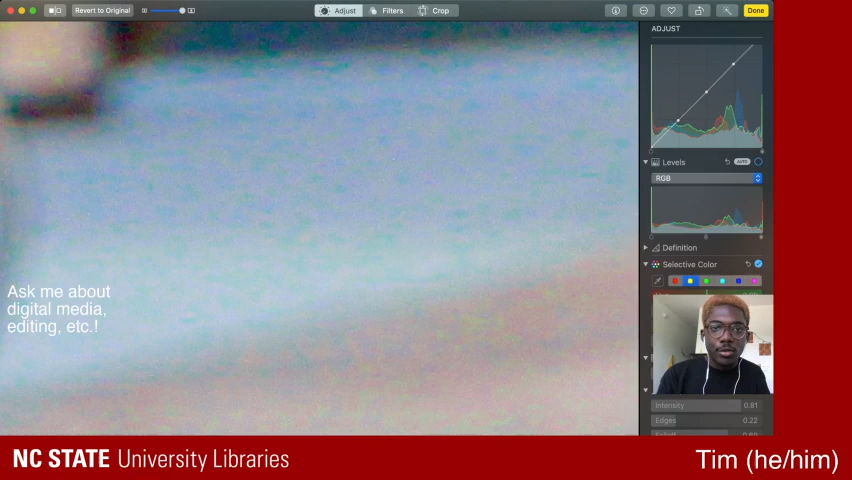 Revert to Original
Adjust
Filters
Crop
Done
ADJUST
Levels
AUTO
RGB
Definition
Selective Color
Ask me about
digital media,
editing, etc.!
Intensity
0.81
Edges
0.22
NC STATE University Libraries
Tim (he/him)